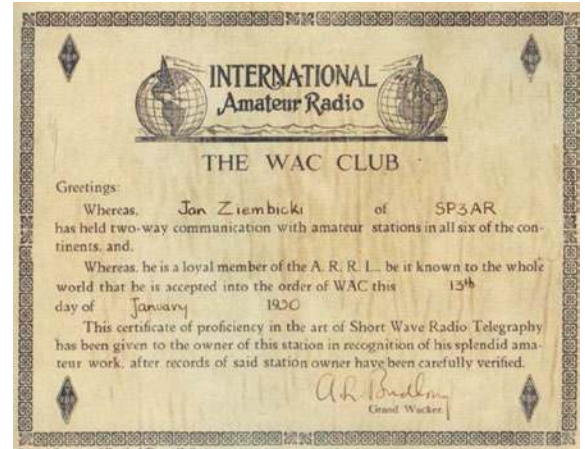 INTERNATIONAL
Amateur Radio
THE WAC CLUB
Greetings:
Whereas, Jan Ziembicki of SP3AR
has held two-way communication with amateur stations in all six of the con-
tinents, and,
Whereas, he is a loyal member of the A. R. R. L., be it known to the whole
world that he is accepted into the order of WAC this 13th
day of January 1930
This certificate of proficiency in the art of Short Wave Radio Telegraphy
has been given to the owner of this station in recognition of his splendid ama-
teur work, after records of said station owner have been carefully verified.
Grand Wacker